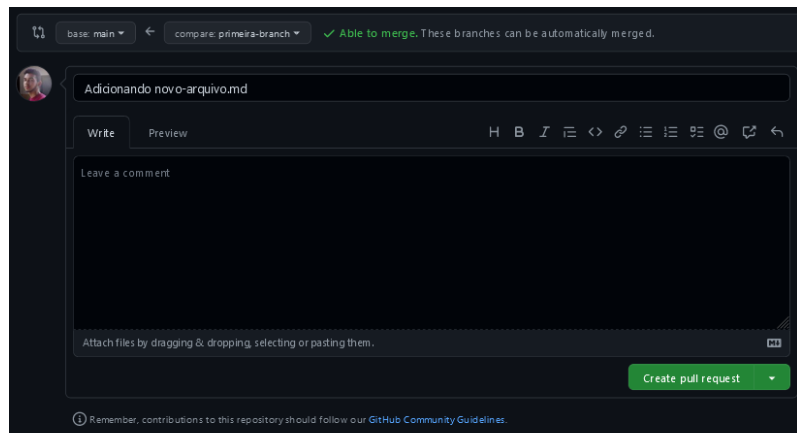 base: main compare: primeira-branch Able to merge. These branches can be automatically merged.
Adicionando novo-arquivo.md
Write Preview
Leave a comment
Attach files by dragging & dropping, selecting or pasting them.
Create pull request
Remember, contributions to this repository should follow our GitHub Community Guidelines.